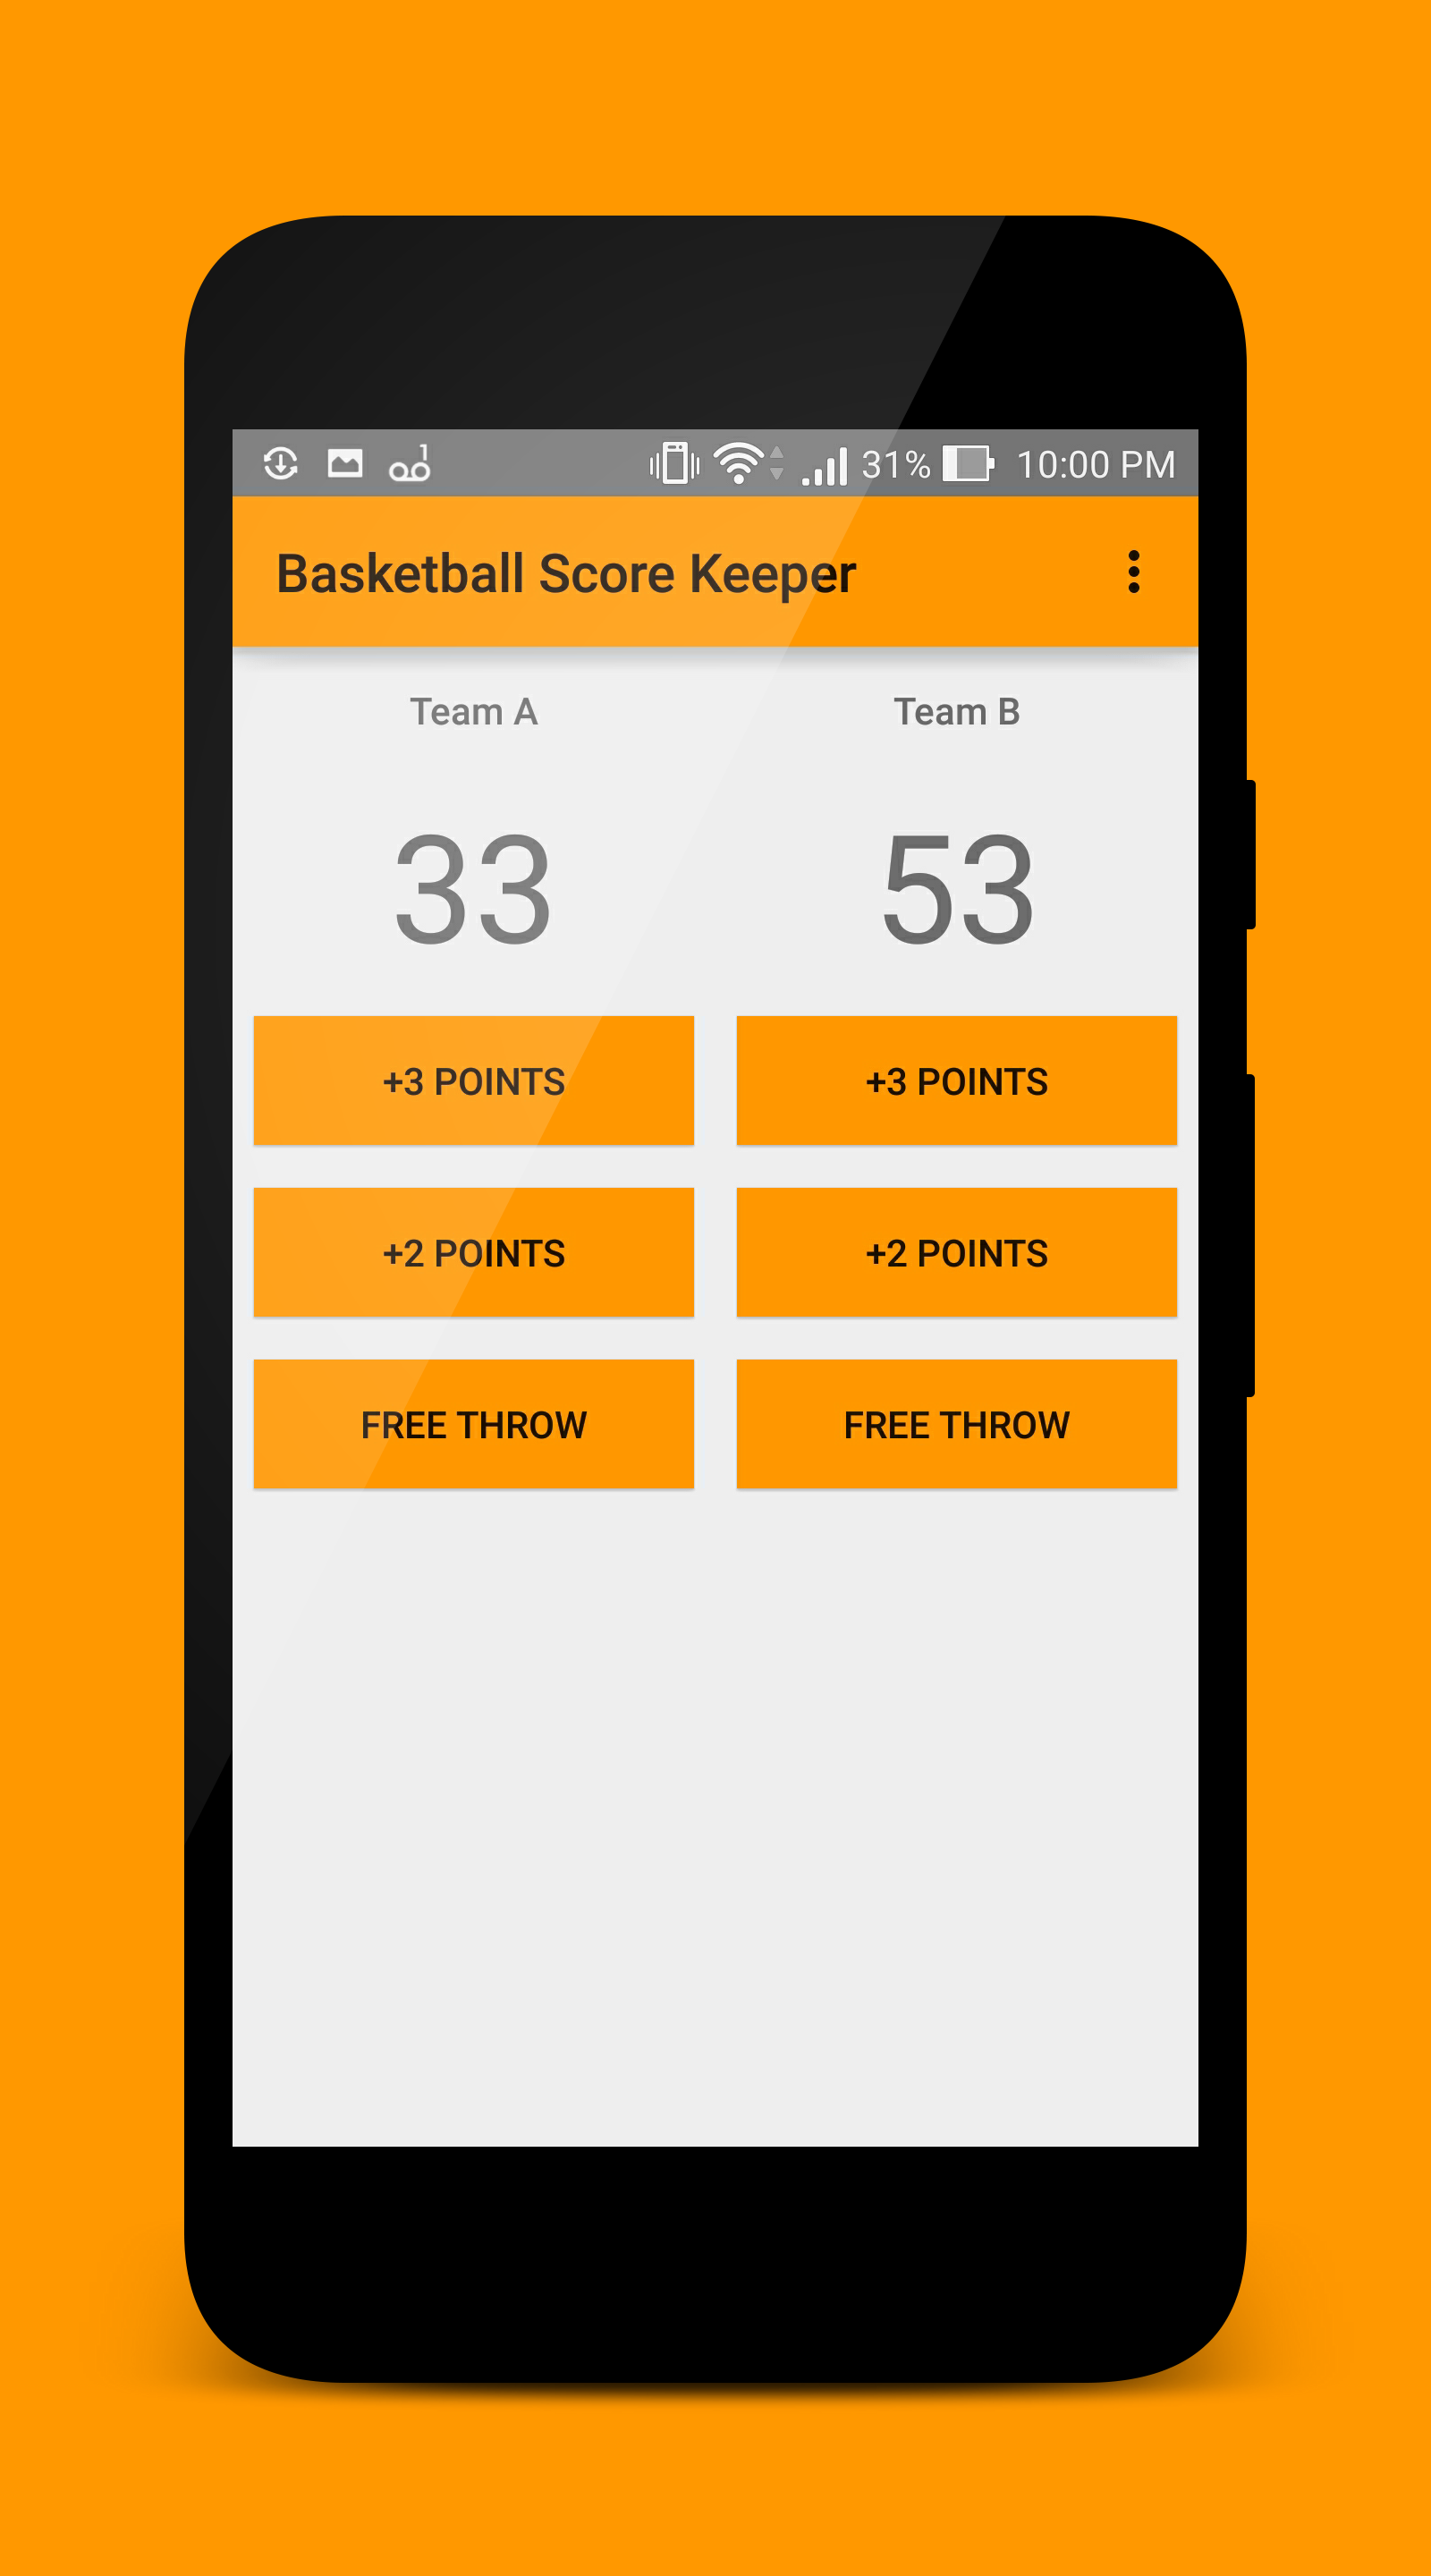 31% 10:00 PM
Basketball Score Keeper
Team A Team B
33 53
+3 POINTS +3 POINTS
+2 POINTS +2 POINTS
FREE THROW FREE THROW